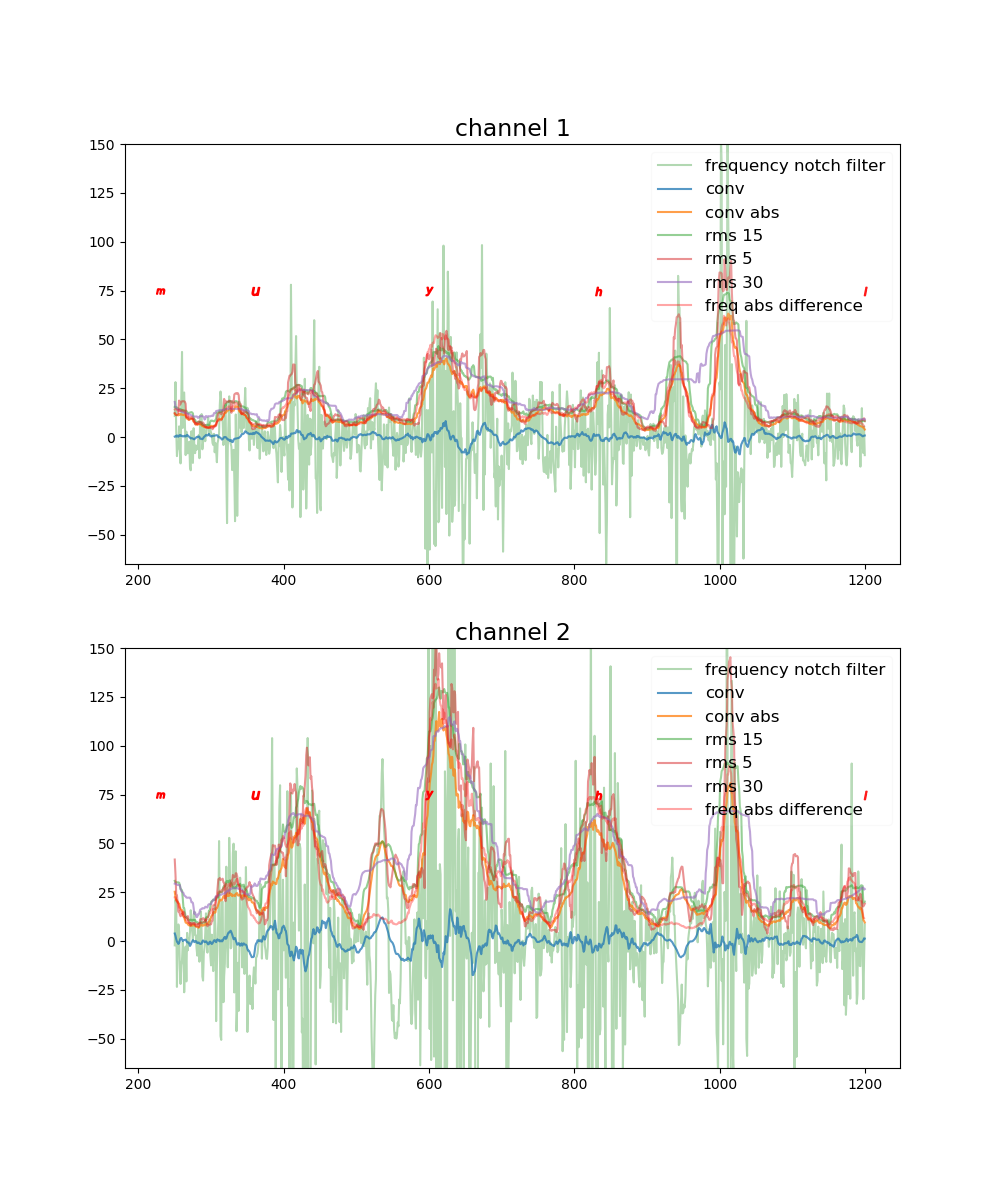 channel 1
150
125
100
75
50
25
0
−25
−50
frequency notch filter
conv
conv abs
rms 15
rms 5
rms 30
freq abs difference
m u y h l
200 400 600 800 1000 1200
channel 2
150
125
100
75
50
25
0
−25
−50
frequency notch filter
conv
conv abs
rms 15
rms 5
rms 30
freq abs difference
m u y h l
200 400 600 800 1000 1200